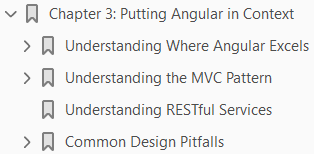 Chapter 3: Putting Angular in Context
Understanding Where Angular Excels
Understanding the MVC Pattern
Understanding RESTful Services
Common Design Pitfalls